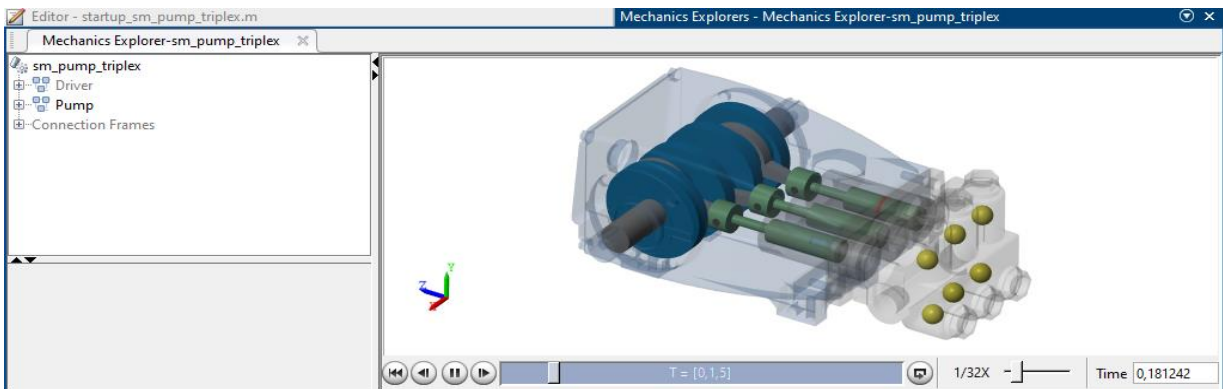 Editor - startup_sm_pump_triplex.m
Mechanics Explorers - Mechanics Explorer-sm_pump_triplex
Mechanics Explorer-sm_pump_triplex
sm_pump_triplex
Driver
Pump
Connection Frames
Y
Z
T = [0,1,5]
1/32X
Time 0,181242